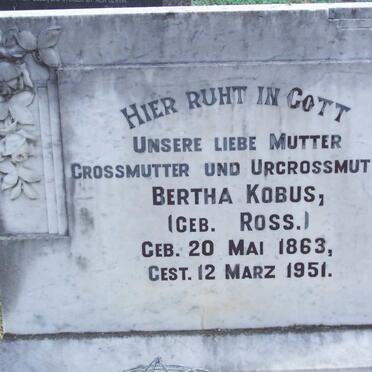 HIER RUHT IN GOTT
UNSERE LIEBE MUTTER
GROSSMUTTER UND URGROSSMUT
BERTHA KOBUS,
(GEB. ROSS.)
GEB. 20 MAI 1863,
GEST. 12 MARZ 1951.